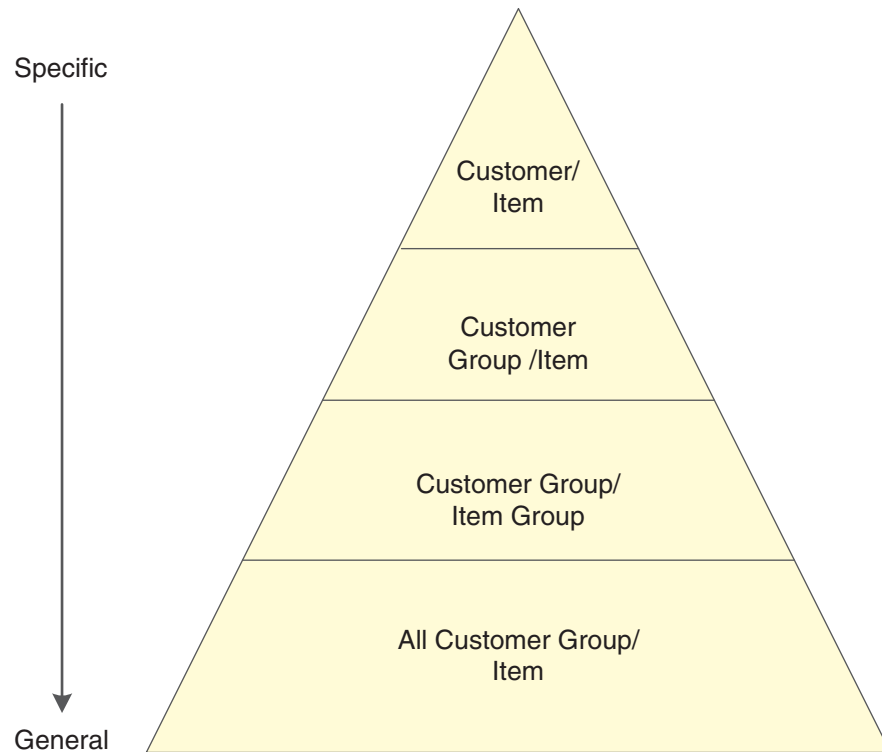 Specific
Customer/
Item
Customer
Group /Item
Customer Group/
Item Group
All Customer Group/
Item
General